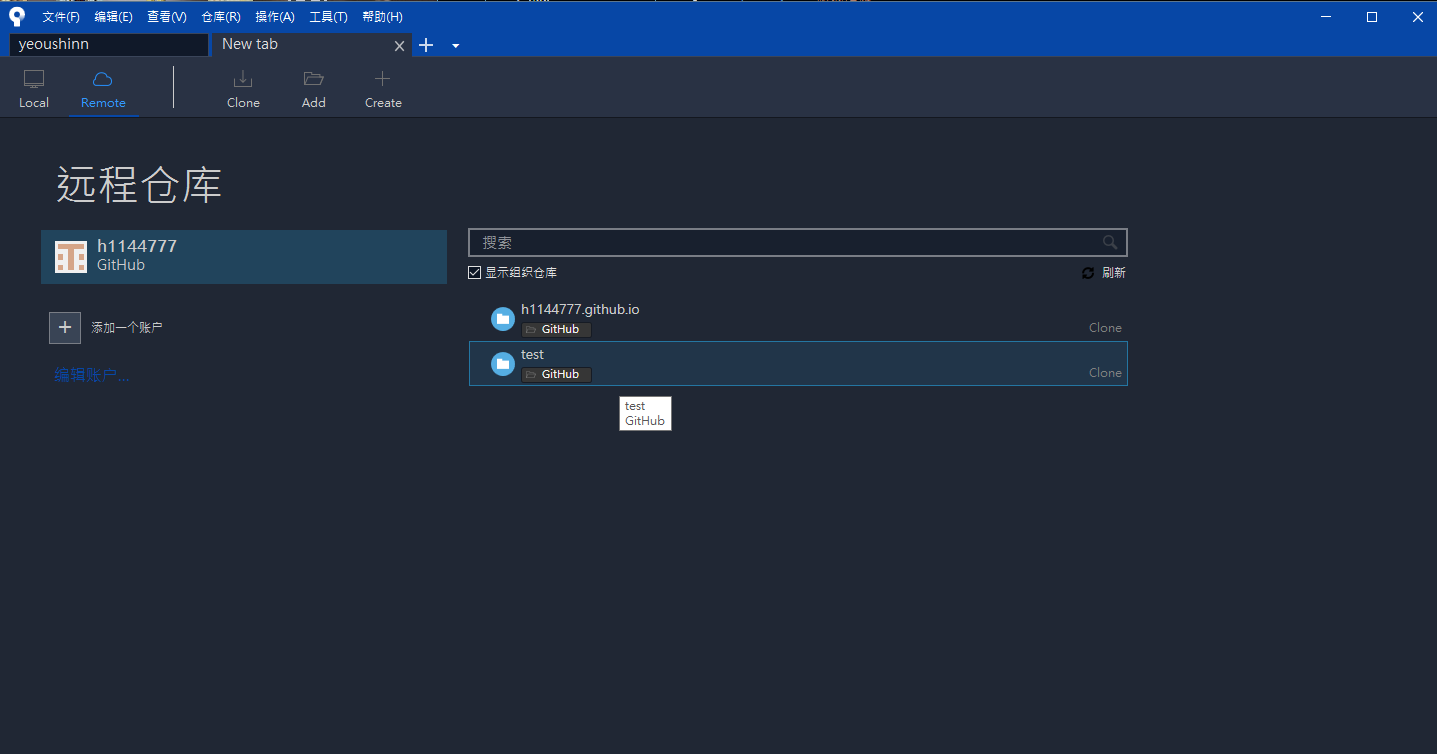 文件(F) 编辑(E) 查看(V) 仓库(R) 操作(A) 工具(T) 帮助(H)
yeoushinn New tab
Local Remote Clone Add Create
远程仓库
h1144777
GitHub
添加一个账户
编辑账户...
搜索
显示组织仓库 刷新
h1144777.github.io
GitHub Clone
test
GitHub Clone
test
GitHub